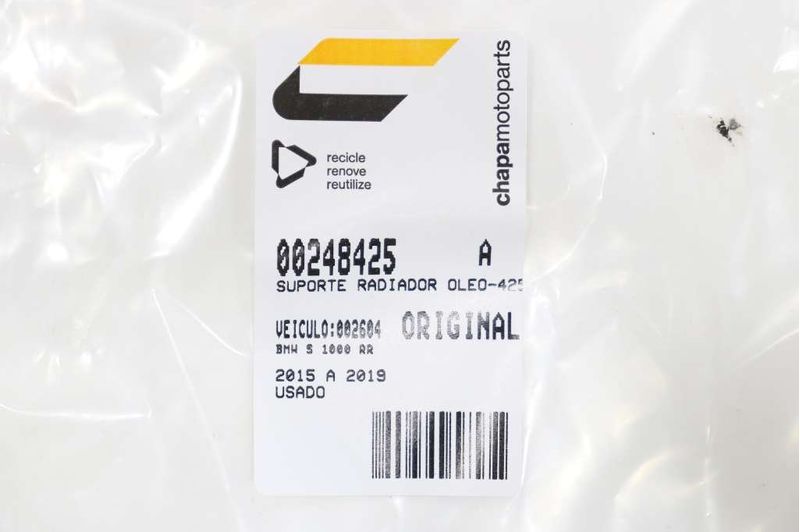 chapamotoparts
recicle
renove
reutilize
00248425 A
SUPORTE RADIADOR OLEO-425
VEICULO:002604 ORIGINAL
BMW S 1000 RR
2015 A 2019
USADO